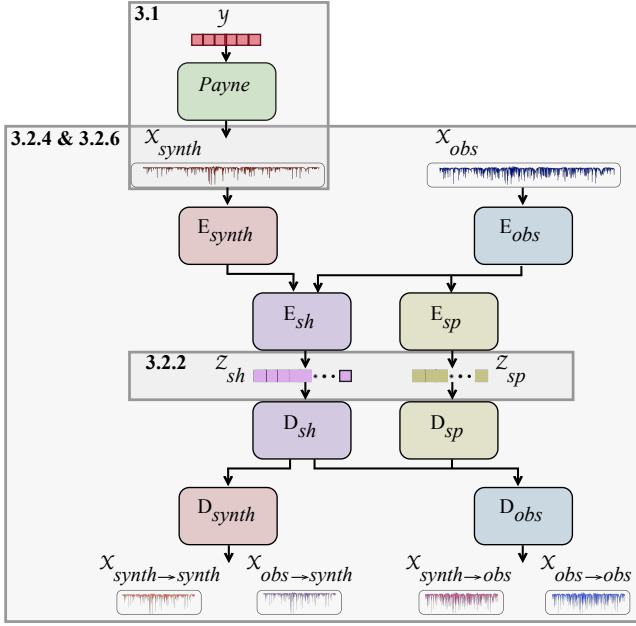 3.1
y
Payne
3.2.4 & 3.2.6
X_synth
X_obs
E_synth
E_obs
E_sh
E_sp
3.2.2
Z_sh
Z_sp
D_sh
D_sp
D_synth
D_obs
X_synth→synth
X_obs→synth
X_synth→obs
X_obs→obs